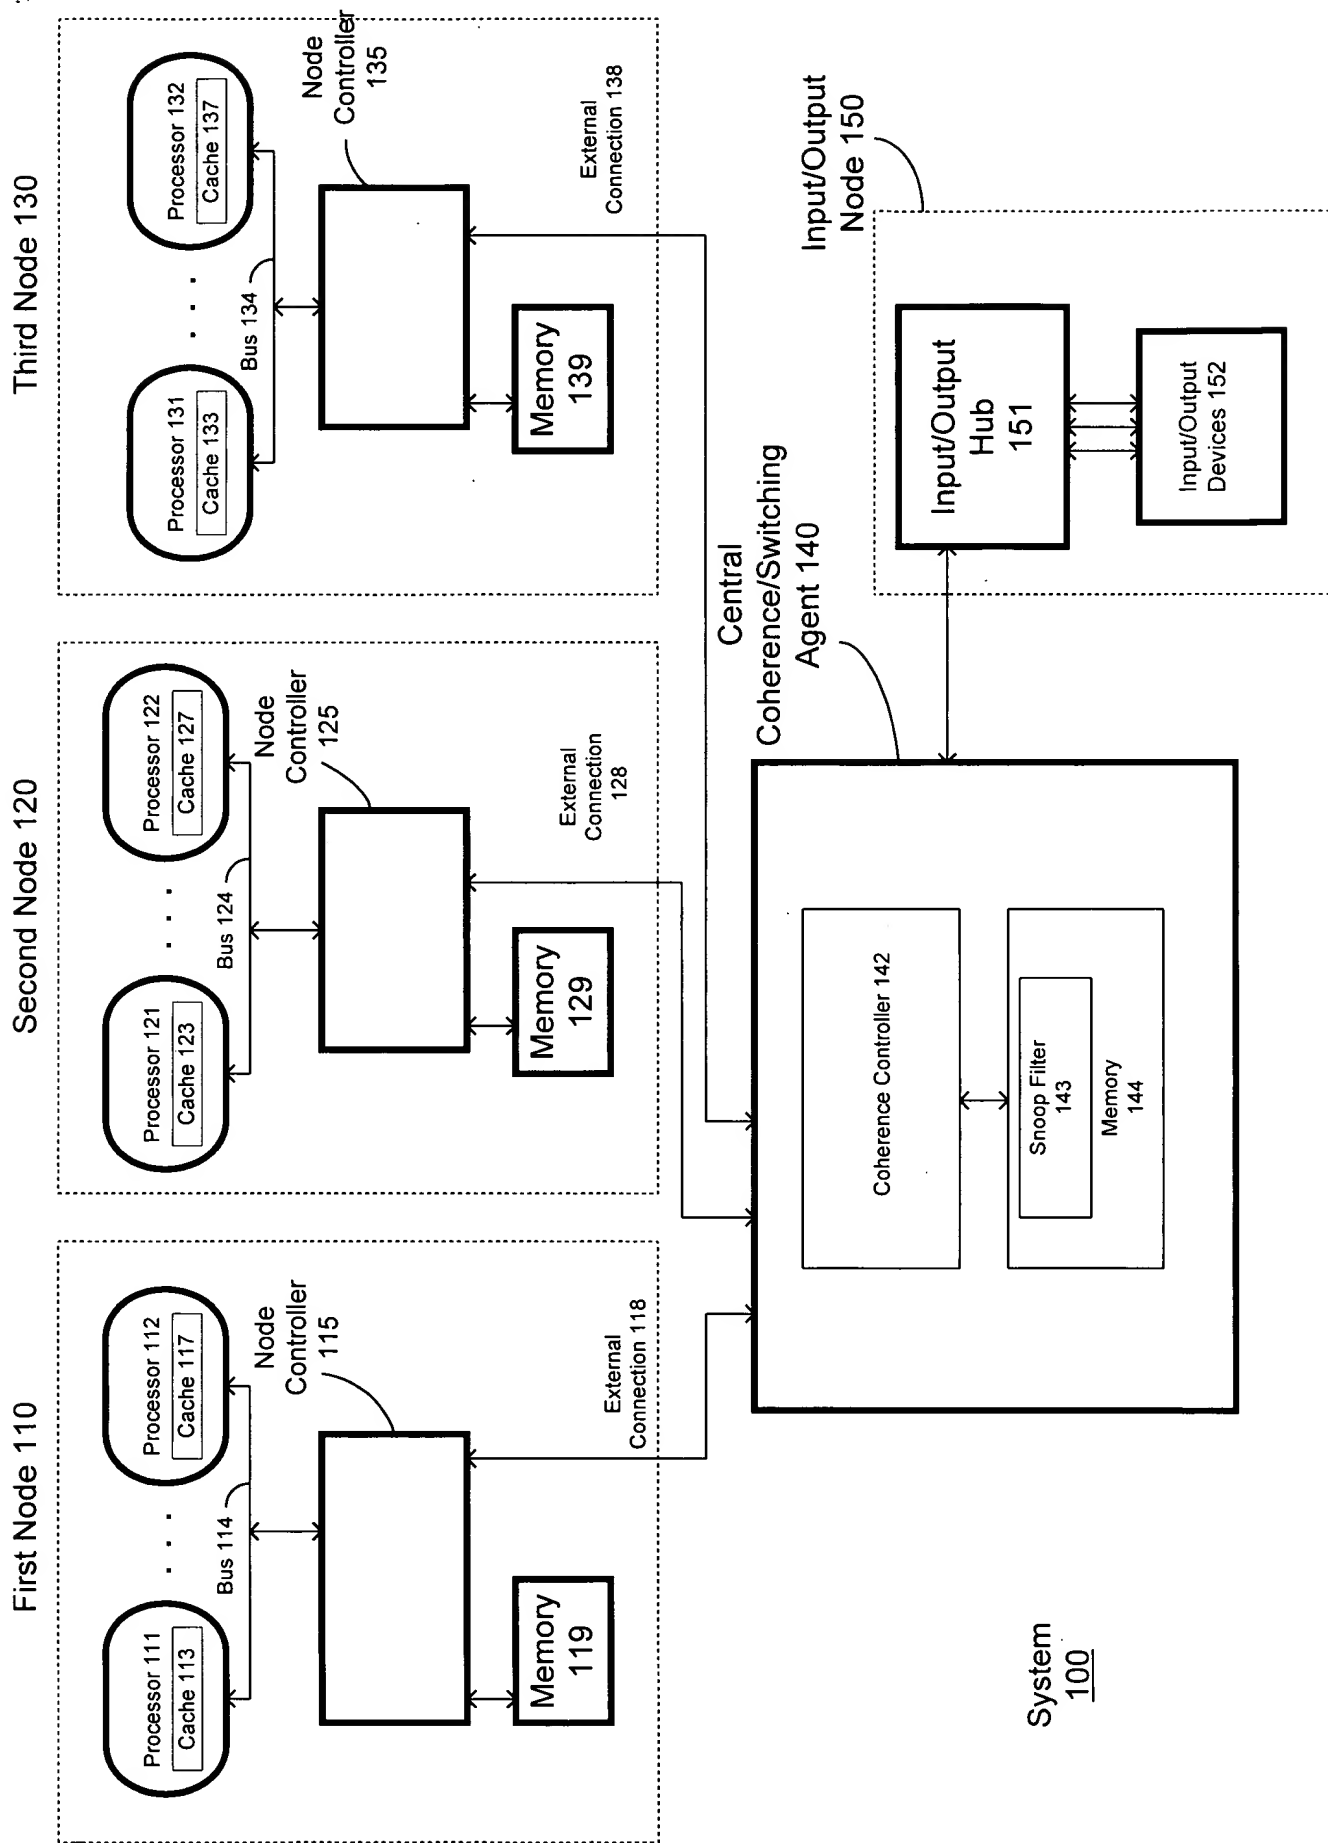 First Node 110
Processor 111
Cache 113
. . .
Processor 112
Cache 117
Bus 114
Node
Controller
115
Memory
119
External
Connection 118
Second Node 120
Processor 121
Cache 123
. . .
Processor 122
Cache 127
Bus 124
Node
Controller
125
Memory
129
External
Connection
128
Third Node 130
Processor 131
Cache 133
. . .
Processor 132
Cache 137
Bus 134
Node
Controller
135
Memory
139
External
Connection 138
Central
Coherence/Switching
Agent 140
Coherence Controller 142
Snoop Filter
143
Memory
144
Input/Output
Node 150
Input/Output
Hub
151
Input/Output
Devices 152
System
100